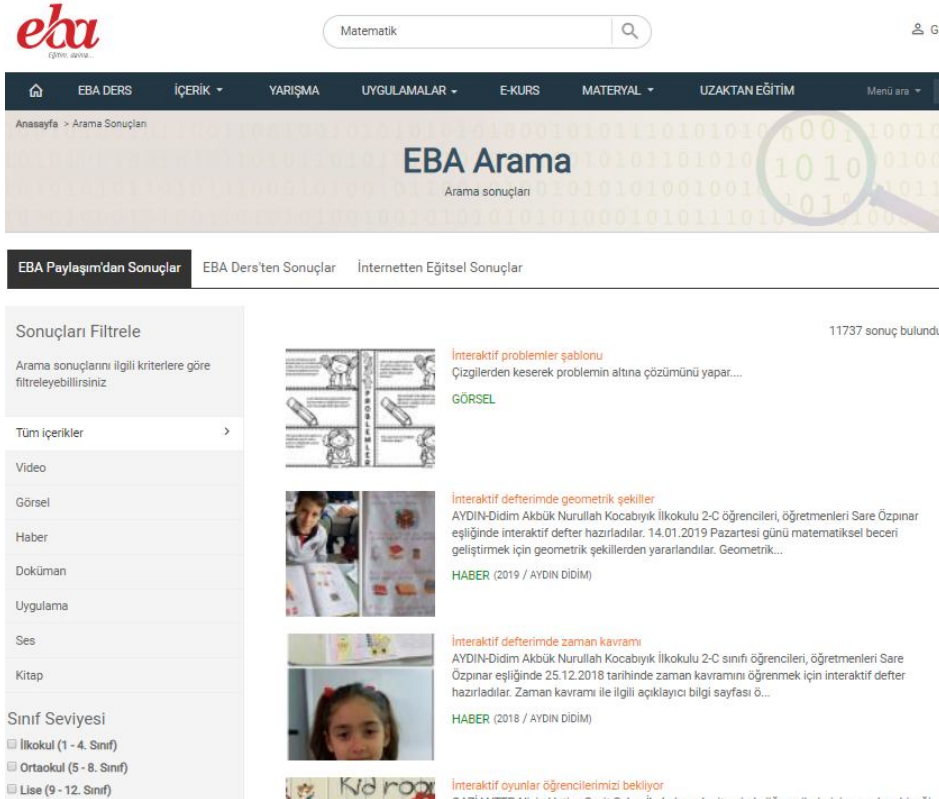 eba
Eğitim, daima...
Matematik
EBA DERS
İÇERİK
YARIŞMA
UYGULAMALAR
E-KURS
MATERYAL
UZAKTAN EĞİTİM
Menü ara
Anasayfa > Arama Sonuçları
EBA Arama
Arama sonuçları
EBA Paylaşım'dan Sonuçlar
EBA Ders'ten Sonuçlar
İnternetten Eğitsel Sonuçlar
Sonuçları Filtrele
Arama sonuçlarını ilgili kriterlere göre
filtreleyebillirsiniz
Tüm içerikler
Video
Görsel
Haber
Doküman
Uygulama
Ses
Kitap
Sınıf Seviyesi
İlkokul (1 - 4. Sınıf)
Ortaokul (5 - 8. Sınıf)
Lise (9 - 12. Sınıf)
11737 sonuç bulundu
PROBLEMLER
İnteraktif problemler şablonu
Çizgilerden keserek problemin altına çözümünü yapar....
GÖRSEL
İnteraktif defterimde geometrik şekiller
AYDIN-Didim Akbük Nurullah Kocabıyık İlkokulu 2-C öğrencileri, öğretmenleri Sare Özpınar
eşliğinde interaktif defter hazırladılar. 14.01.2019 Pazartesi günü matematiksel beceri
geliştirmek için geometrik şekillerden yararlandılar. Geometrik...
HABER (2019 / AYDIN DİDİM)
İnteraktif defterimde zaman kavramı
AYDIN-Didim Akbük Nurullah Kocabıyık İlkokulu 2-C sınıfı öğrencileri, öğretmenleri Sare
Özpınar eşliğinde 25.12.2018 tarihinde zaman kavramını öğrenmek için interaktif defter
hazırladılar. Zaman kavramı ile ilgili açıklayıcı bilgi sayfası ö...
HABER (2018 / AYDIN DİDİM)
Kid room
İnteraktif oyunlar öğrencilerimizi bekliyor